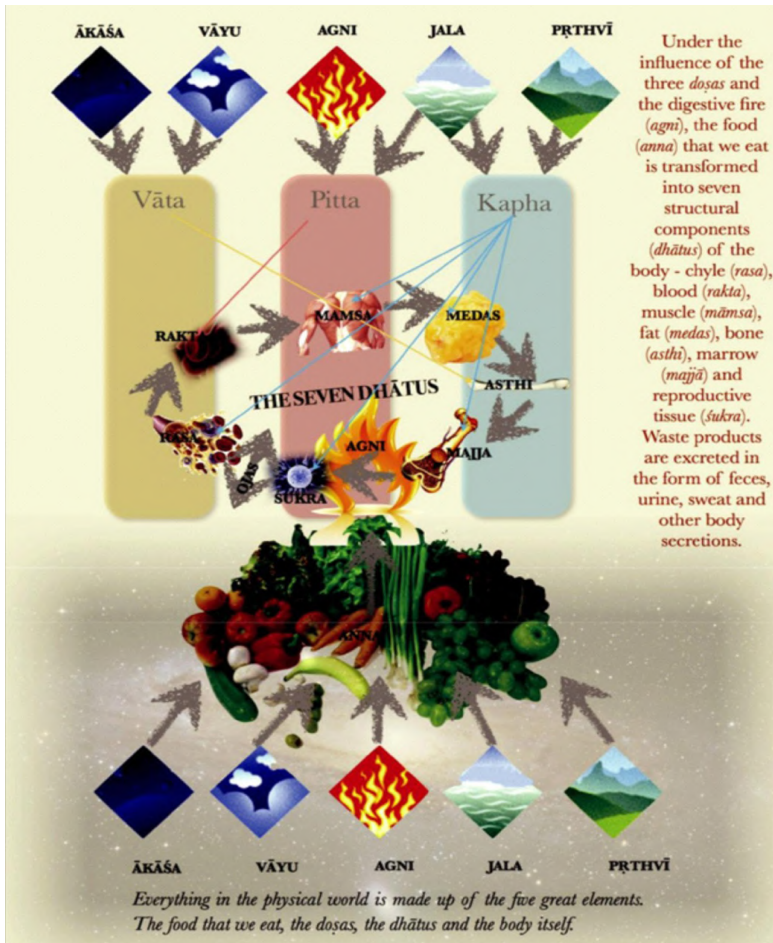 ĀKĀŚA
VĀYU
AGNI
JALA
PṚTHVĪ
Under the
influence of the
three doṣas and
the digestive fire
(agni), the food
(anna) that we eat
is transformed
into seven
structural
components
(dhātus) of the
body - chyle (rasa),
blood (rakta),
muscle (māmsa),
fat (medas), bone
(asthi), marrow
(majjā) and
reproductive
tissue (śukra).
Waste products
are excreted in
the form of feces,
urine, sweat and
other body
secretions.
Vāta
Pitta
Kapha
RAKT
MAMSA
MEDAS
ASTHI
THE SEVEN DHĀTUS
RASA
OJAS
SUKRA
AGNI
MAJJA
ANNA
ĀKĀŚA
VĀYU
AGNI
JALA
PṚTHVĪ
Everything in the physical world is made up of the five great elements.
The food that we eat, the doṣas, the dhātus and the body itself.